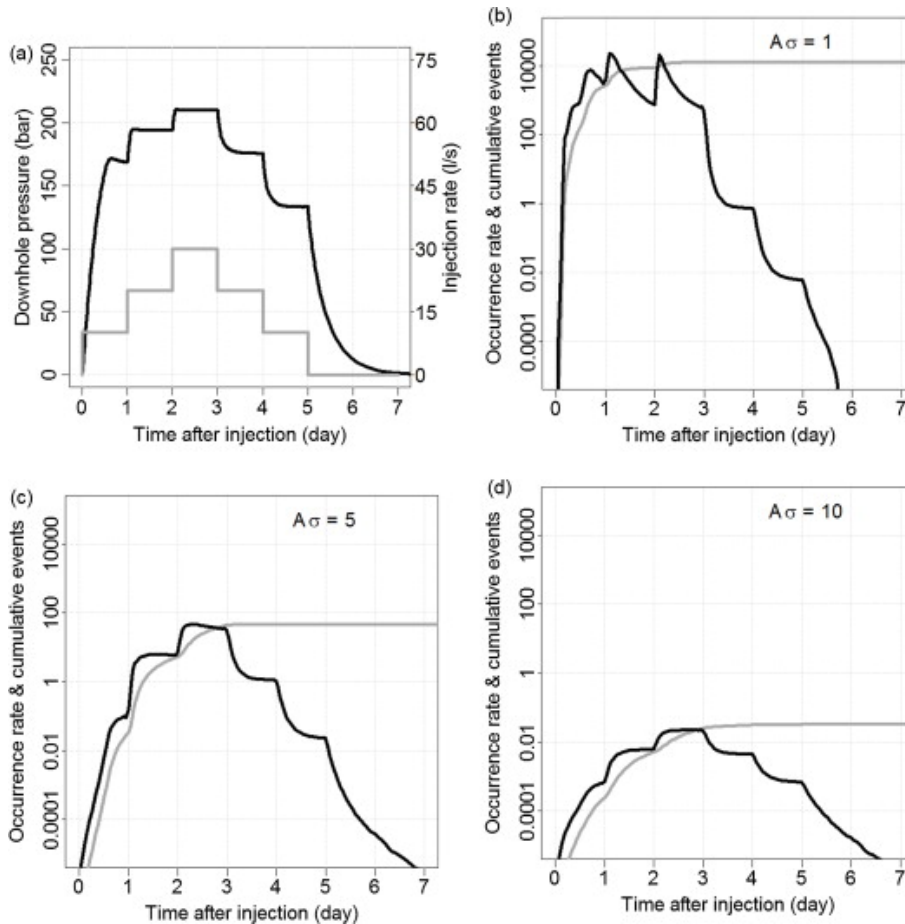 (a)
Downhole pressure (bar)
0 50 100 150 200 250
Injection rate (l/s)
0 15 30 45 60 75
0 1 2 3 4 5 6 7
Time after injection (day)
(b)
A σ = 1
Occurrence rate & cumulative events
0.0001 0.01 1 100 10000
0 1 2 3 4 5 6 7
Time after injection (day)
(c)
A σ = 5
Occurrence rate & cumulative events
0.0001 0.01 1 100 10000
0 1 2 3 4 5 6 7
Time after injection (day)
(d)
A σ = 10
Occurrence rate & cumulative events
0.0001 0.01 1 100 10000
0 1 2 3 4 5 6 7
Time after injection (day)